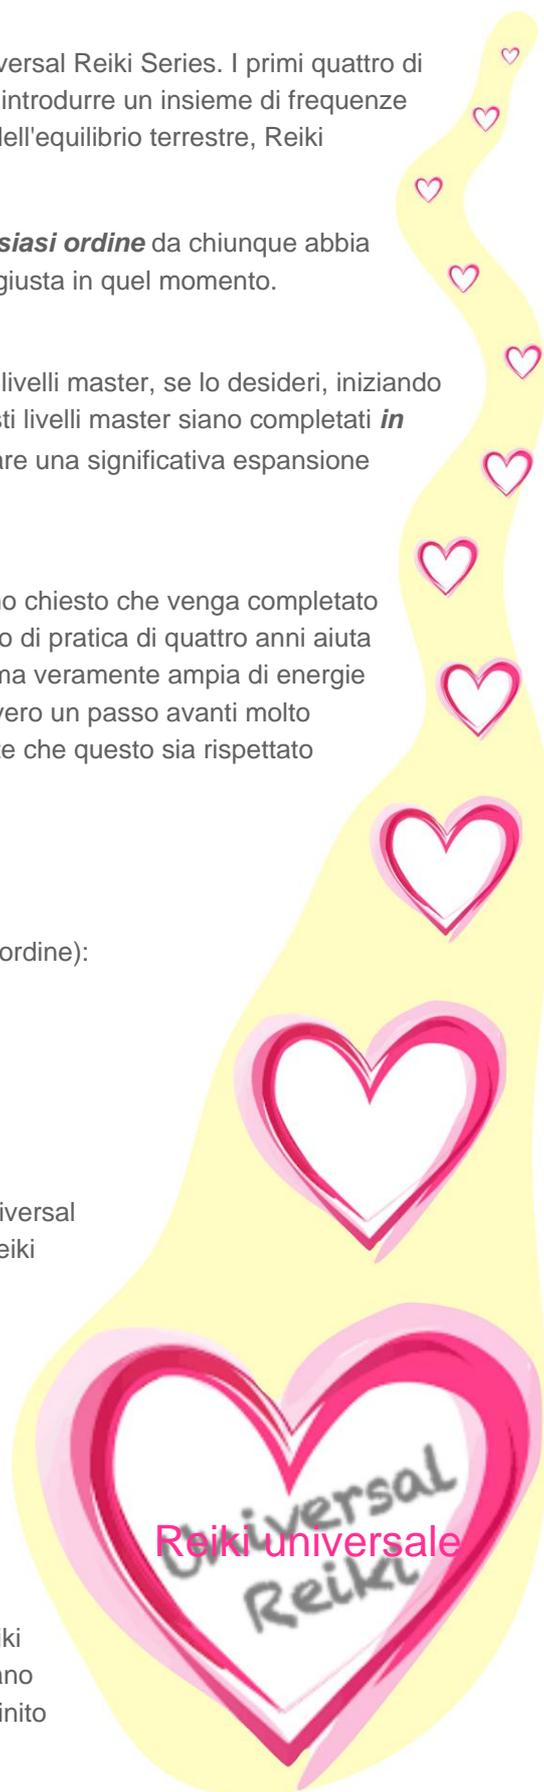 versal Reiki Series. I primi quattro di
introdurre un insieme di frequenze
dell'equilibrio terrestre, Reiki
siasi ordine da chiunque abbia
giusta in quel momento.
livelli master, se lo desideri, iniziando
sti livelli master siano completati in
are una significativa espansione
no chiesto che venga completato
o di pratica di quattro anni aiuta
ma veramente ampia di energie
vero un passo avanti molto
te che questo sia rispettato
ordine):
iversal
eiki
Universal
Reiki universale
Reiki
iki
ano
inito